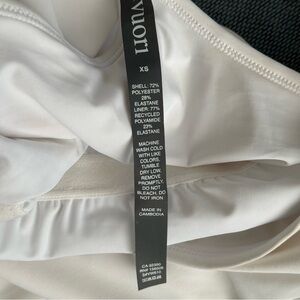 vuori
XS
SHELL: 72%
POLYESTER
28%
ELASTANE
LINER: 77%
RECYCLED
POLYAMIDE
23%
ELASTANE
MACHINE
WASH COLD
WITH LIKE
COLORS.
TUMBLE
DRY LOW.
REMOVE
PROMPTLY.
DO NOT
BLEACH. DO
NOT IRON
MADE IN
CAMBODIA